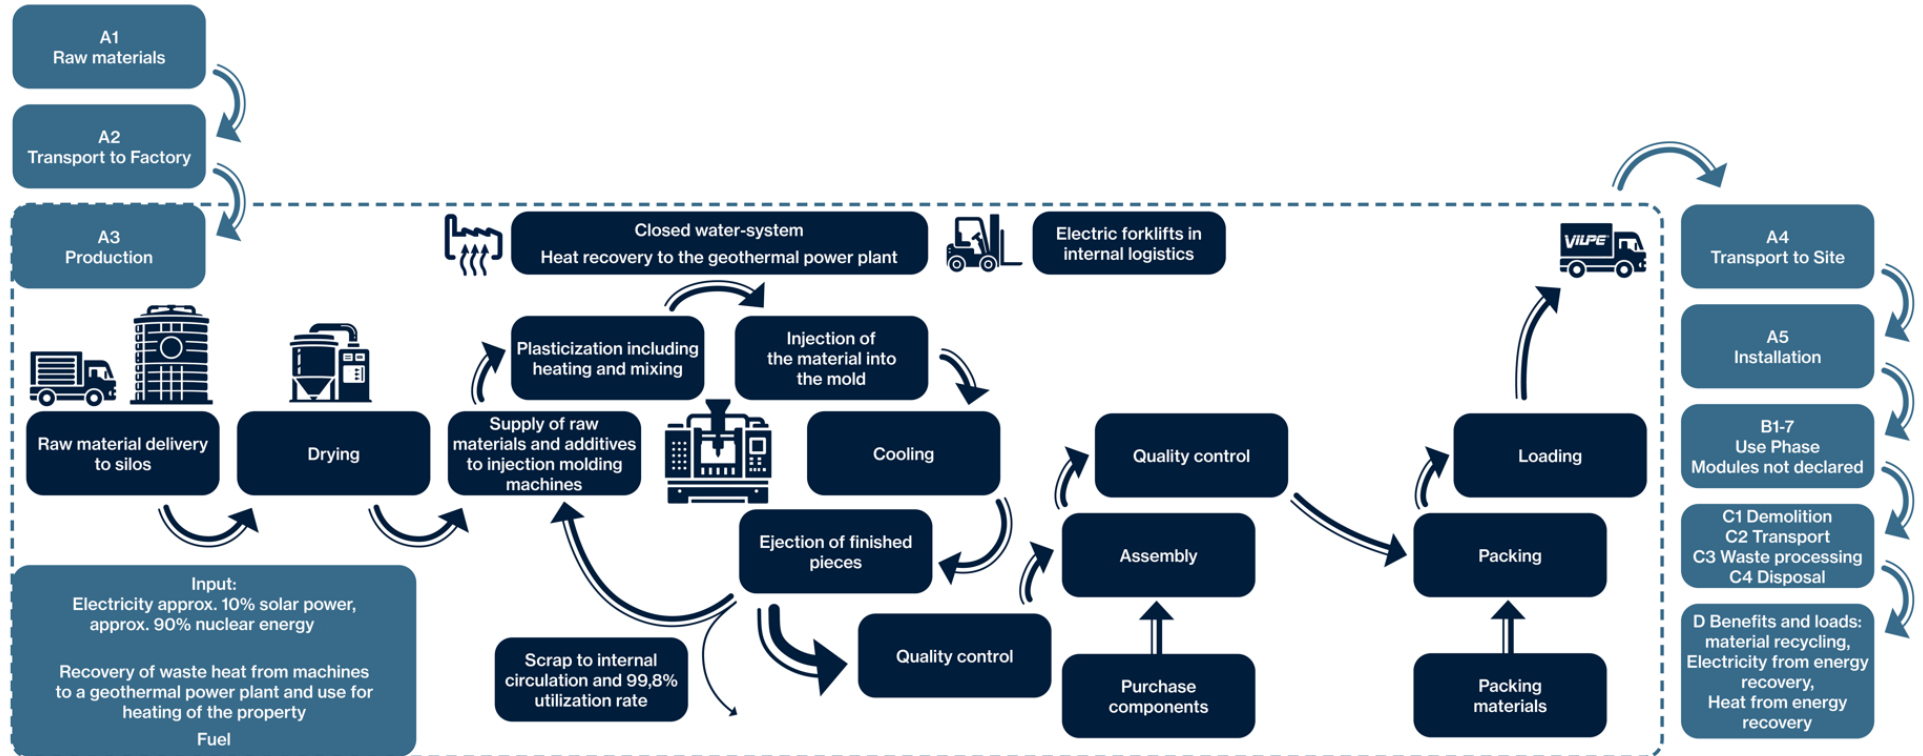 A1
Raw materials
A2
Transport to Factory
A3
Production
Closed water-system
Heat recovery to the geothermal power plant
Electric forklifts in
internal logistics
VILPE
A4
Transport to Site
Plasticization including
heating and mixing
Injection of
the material into
the mold
A5
Installation
Raw material delivery
to silos
Drying
Supply of raw
materials and additives
to injection molding
machines
Cooling
Quality control
Loading
B1-7
Use Phase
Modules not declared
Ejection of finished
pieces
Assembly
Packing
C1 Demolition
C2 Transport
C3 Waste processing
C4 Disposal
Input:
Electricity approx. 10% solar power,
approx. 90% nuclear energy
Recovery of waste heat from machines
to a geothermal power plant and use for
heating of the property
Fuel
Scrap to internal
circulation and 99,8%
utilization rate
Quality control
Purchase
components
Packing
materials
D Benefits and loads:
material recycling,
Electricity from energy
recovery,
Heat from energy
recovery